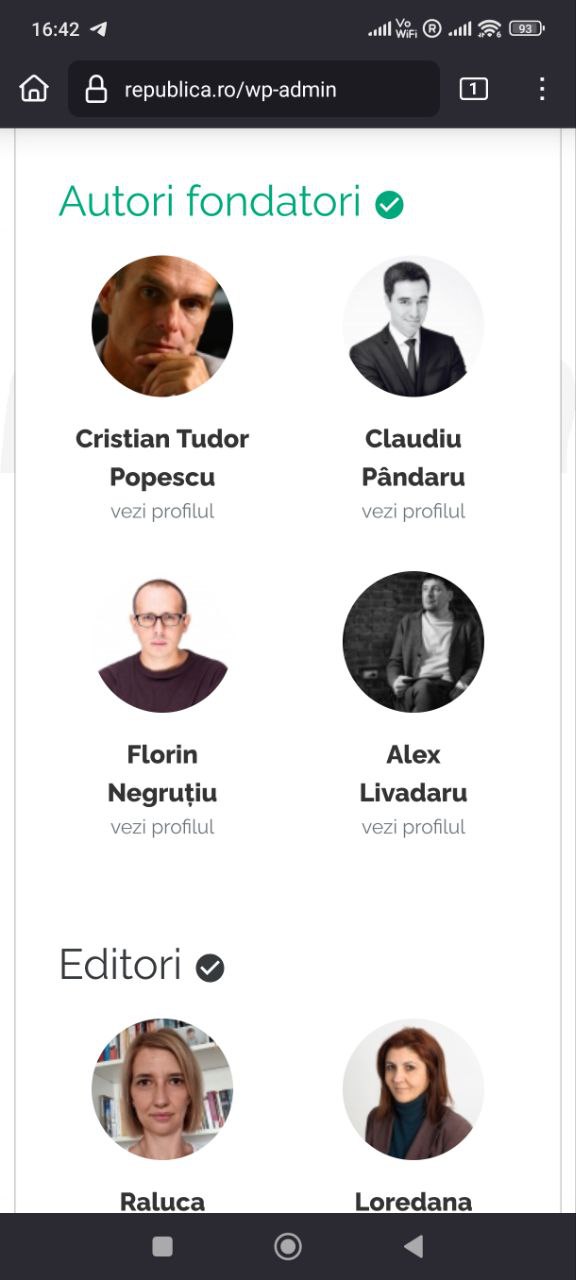 16:42
Vo
WiFi
R
93
republica.ro/wp-admin
1
Autori fondatori
Cristian Tudor
Popescu
vezi profilul
Claudiu
Pândaru
vezi profilul
Florin
Negruțiu
vezi profilul
Alex
Livadaru
vezi profilul
Editori
Raluca
Loredana